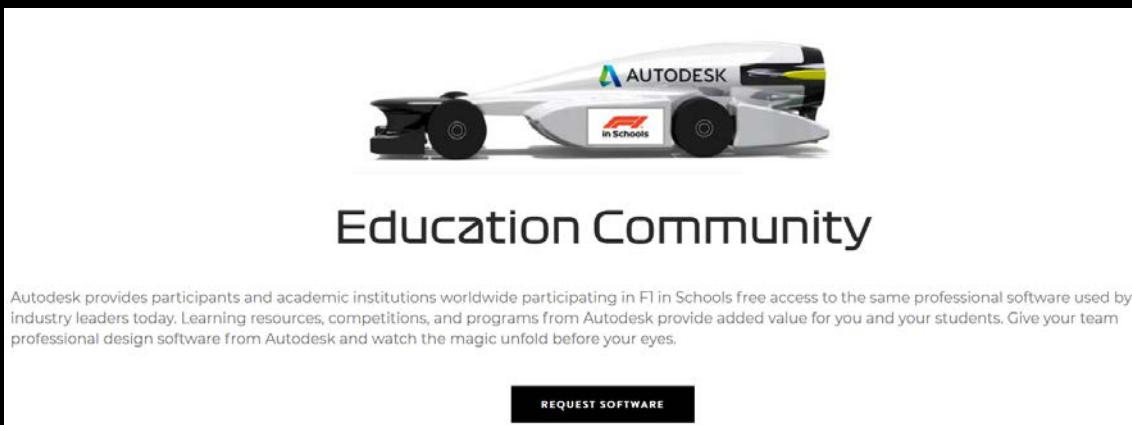 AUTODESK
F1
in Schools
Education Community
Autodesk provides participants and academic institutions worldwide participating in F1 in Schools free access to the same professional software used by
industry leaders today. Learning resources, competitions, and programs from Autodesk provide added value for you and your students. Give your team
professional design software from Autodesk and watch the magic unfold before your eyes.
REQUEST SOFTWARE